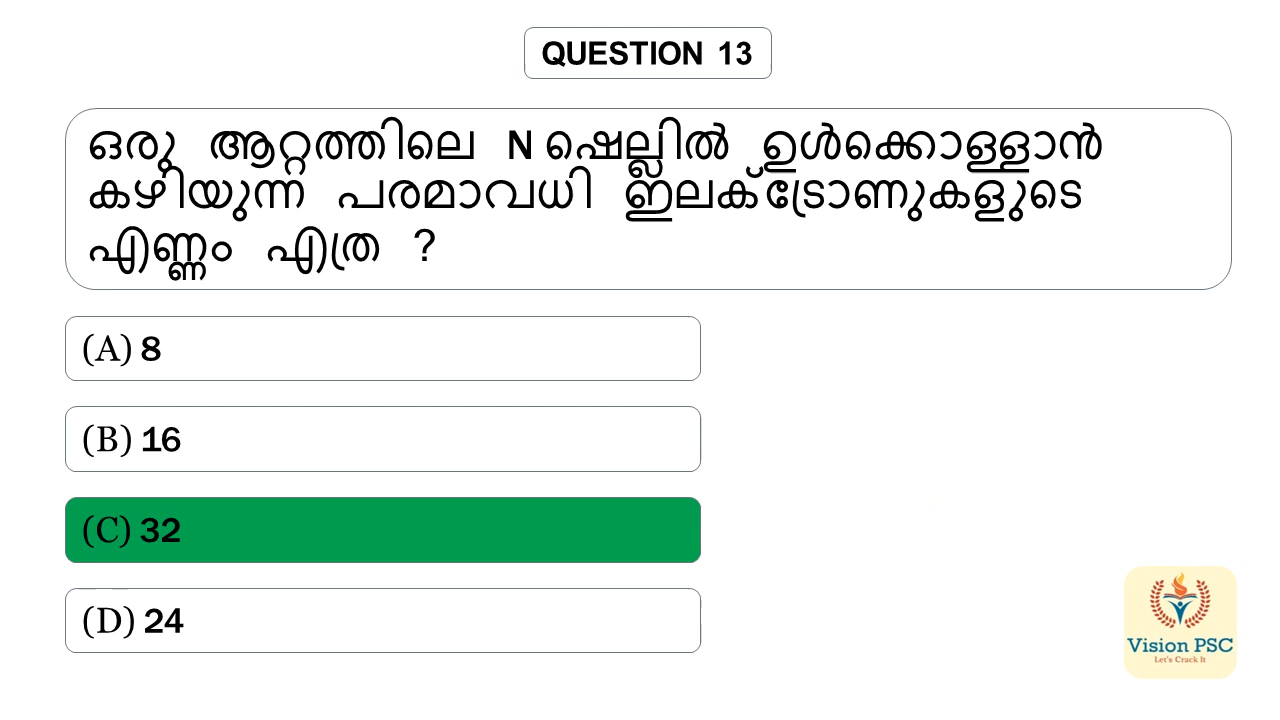 QUESTION 13
ഒരു ആറ്റത്തിലെ N ഷെല്ലിൽ ഉൾക്കൊള്ളാൻ
കഴിയുന്ന പരമാവധി ഇലക്ട്രോണുകളുടെ
എണ്ണം എത്ര ?
(A) 8
(B) 16
(C) 32
(D) 24
Vision PSC
Let's Crack It